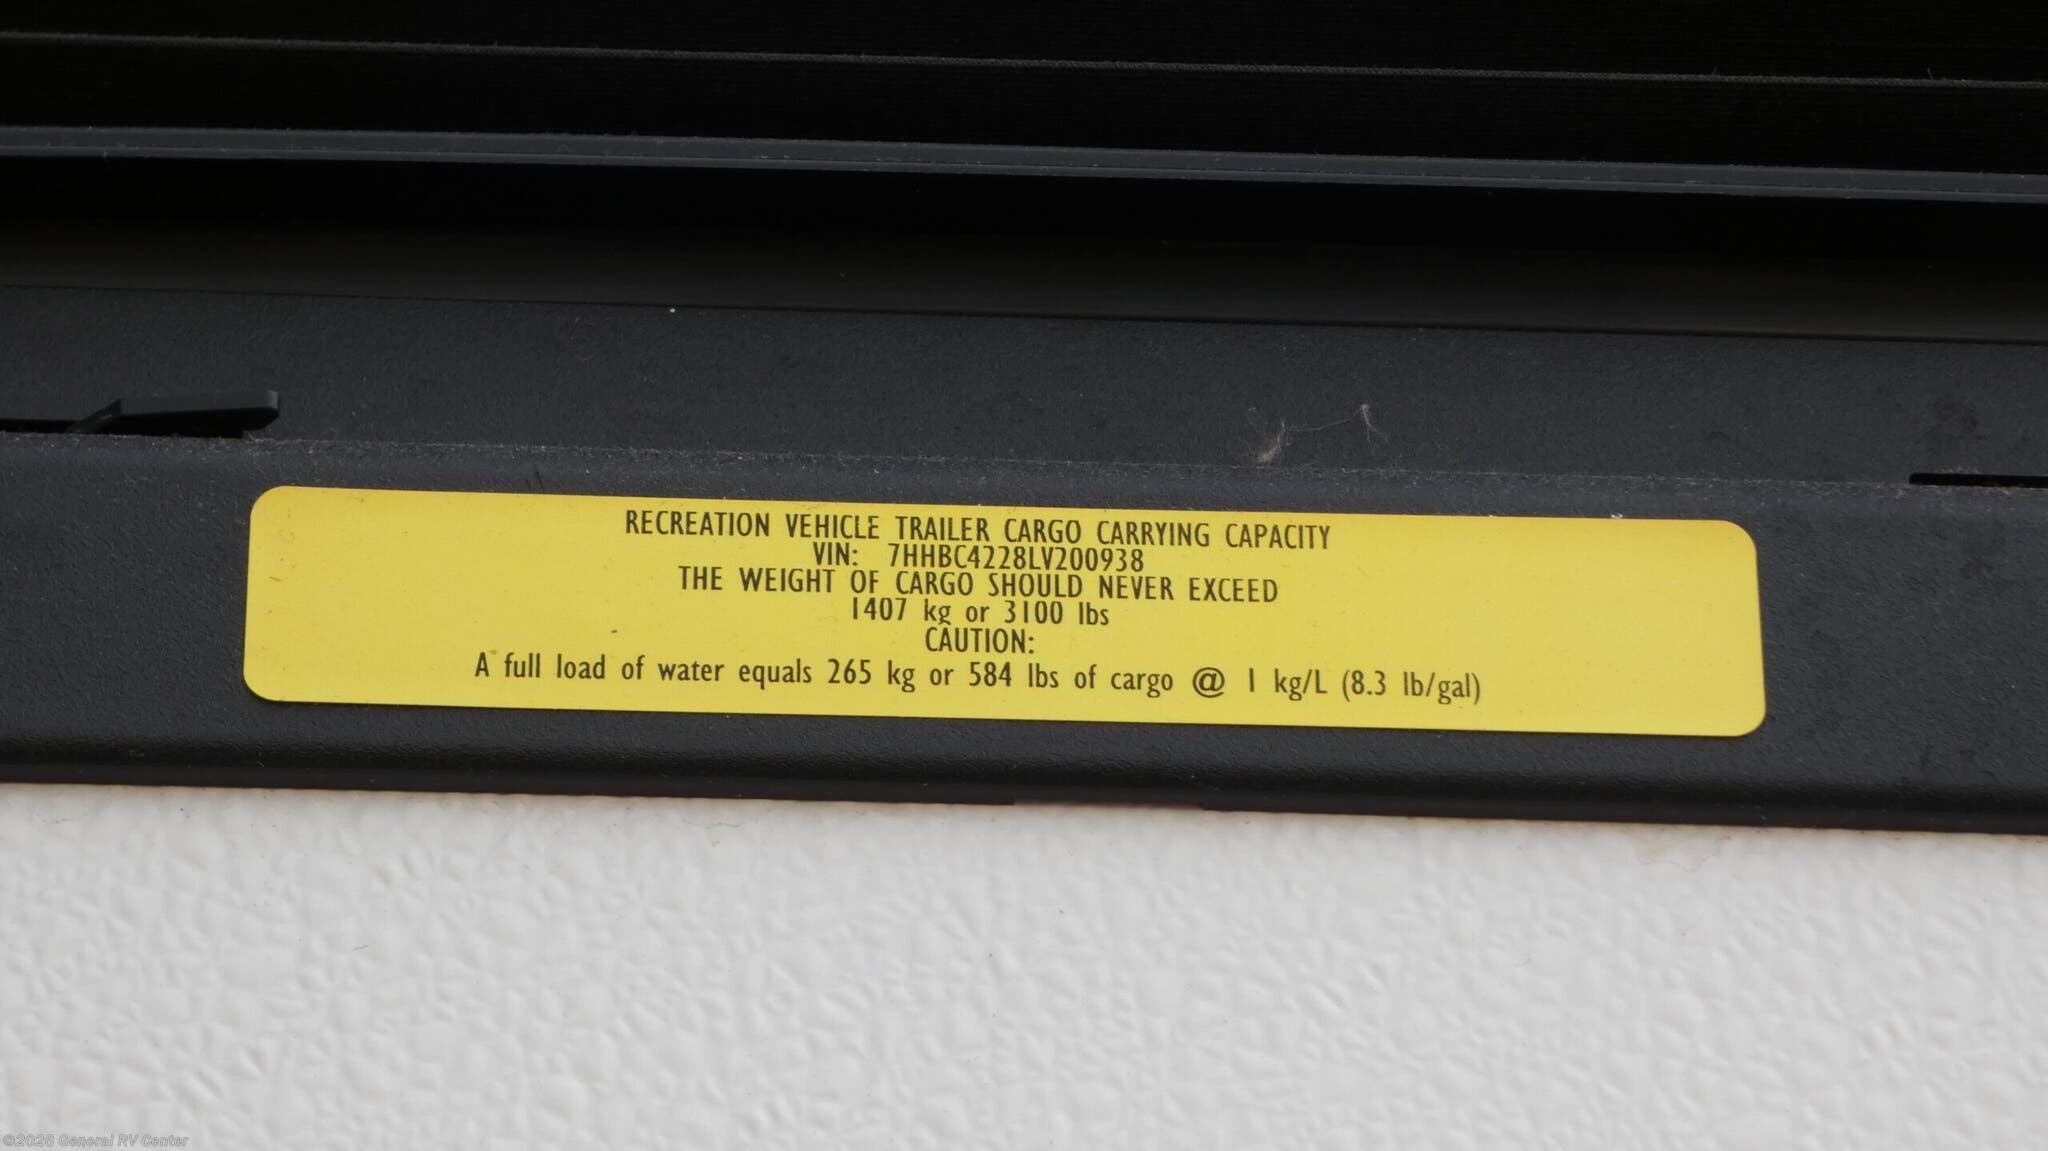 RECREATION VEHICLE TRAILER CARGO CARRYING CAPACITY
VIN: 7HHBC4228LV200938
THE WEIGHT OF CARGO SHOULD NEVER EXCEED
1407 kg or 3100 lbs
CAUTION:
A full load of water equals 265 kg or 584 lbs of cargo @ 1 kg/L (8.3 lb/gal)
©2026 General RV Center